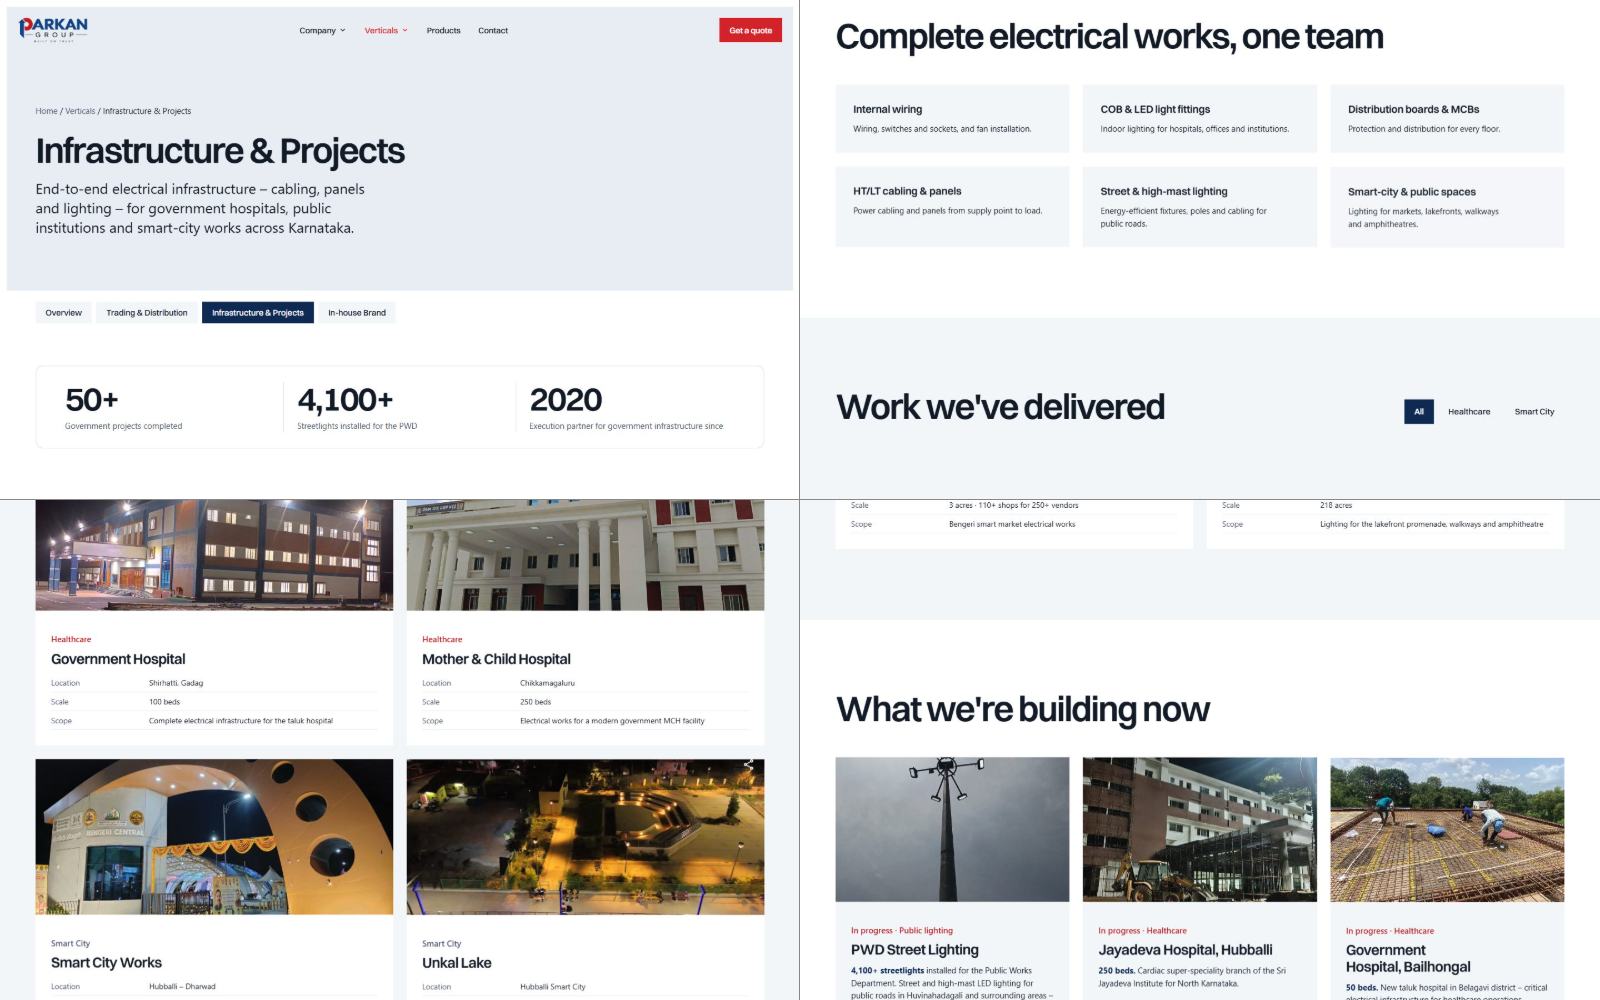 PARKAN
GROUP
BUILT ON TRUST
Company
Verticals
Products
Contact
Get a quote
Home / Verticals / Infrastructure & Projects
Infrastructure & Projects
End-to-end electrical infrastructure – cabling, panels
and lighting – for government hospitals, public
institutions and smart-city works across Karnataka.
Overview
Trading & Distribution
Infrastructure & Projects
In-house Brand
50+
Government projects completed
4,100+
Streetlights installed for the PWD
2020
Execution partner for government infrastructure since
Complete electrical works, one team
Internal wiring
Wiring, switches and sockets, and fan installation.
COB & LED light fittings
Indoor lighting for hospitals, offices and institutions.
Distribution boards & MCBs
Protection and distribution for every floor.
HT/LT cabling & panels
Power cabling and panels from supply point to load.
Street & high-mast lighting
Energy-efficient fixtures, poles and cabling for
public roads.
Smart-city & public spaces
Lighting for markets, lakefronts, walkways
and amphitheatres.
Work we've delivered
All
Healthcare
Smart City
Healthcare
Government Hospital
Location Shirhatti, Gadag
Scale 100 beds
Scope Complete electrical infrastructure for the taluk hospital
Healthcare
Mother & Child Hospital
Location Chikkamagaluru
Scale 250 beds
Scope Electrical works for a modern government MCH facility
BENGERI CENTRAL
Smart City
Smart City Works
Location Hubballi – Dharwad
Smart City
Unkal Lake
Location Hubballi Smart City
Scale 3 acres · 110+ shops for 250+ vendors
Scope Bengeri smart market electrical works
Scale 218 acres
Scope Lighting for the lakefront promenade, walkways and amphitheatre
What we're building now
In progress · Public lighting
PWD Street Lighting
4,100+ streetlights installed for the Public Works
Department. Street and high-mast LED lighting for
public roads in Huvinahadagali and surrounding areas –
In progress · Healthcare
Jayadeva Hospital, Hubballi
250 beds. Cardiac super-speciality branch of the Sri
Jayadeva Institute for North Karnataka.
In progress · Healthcare
Government
Hospital, Bailhongal
50 beds. New taluk hospital in Belagavi district – critical
electrical infrastructure for healthcare operations.